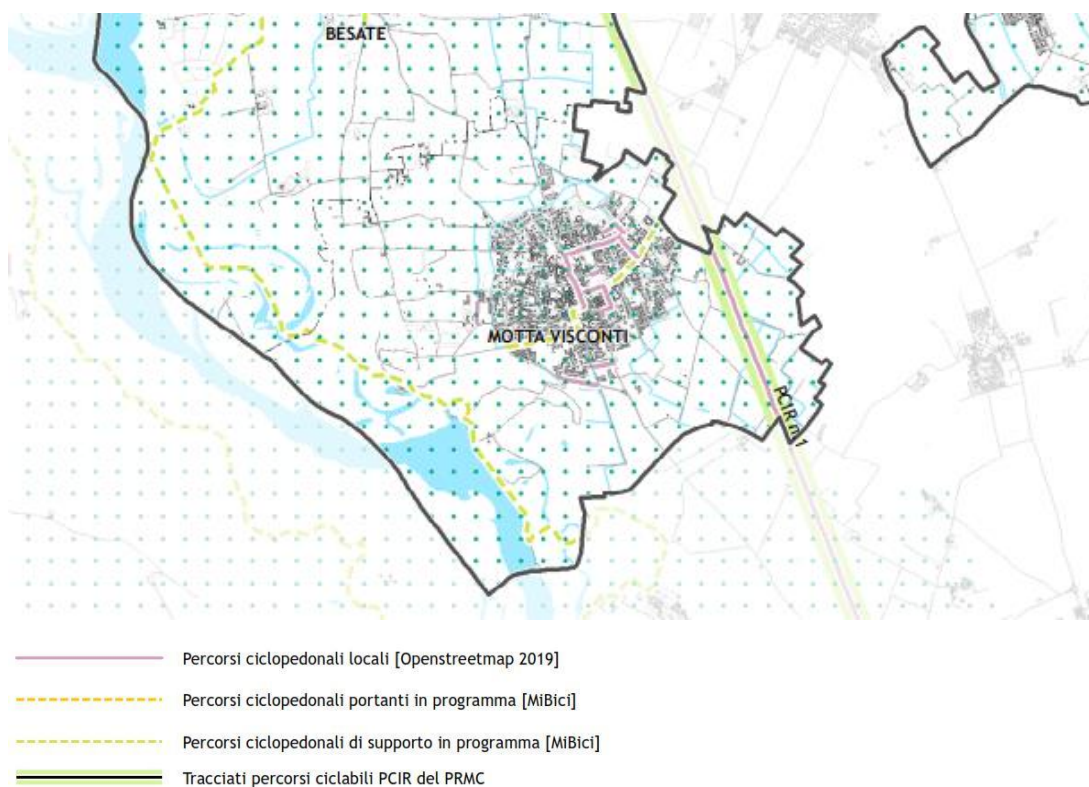 BESATE
MOTTA VISCONTI
PCIR n 1
Percorsi ciclopedonali locali [Openstreetmap 2019]
Percorsi ciclopedonali portanti in programma [MiBici]
Percorsi ciclopedonali di supporto in programma [MiBici]
Tracciati percorsi ciclabili PCIR del PRMC